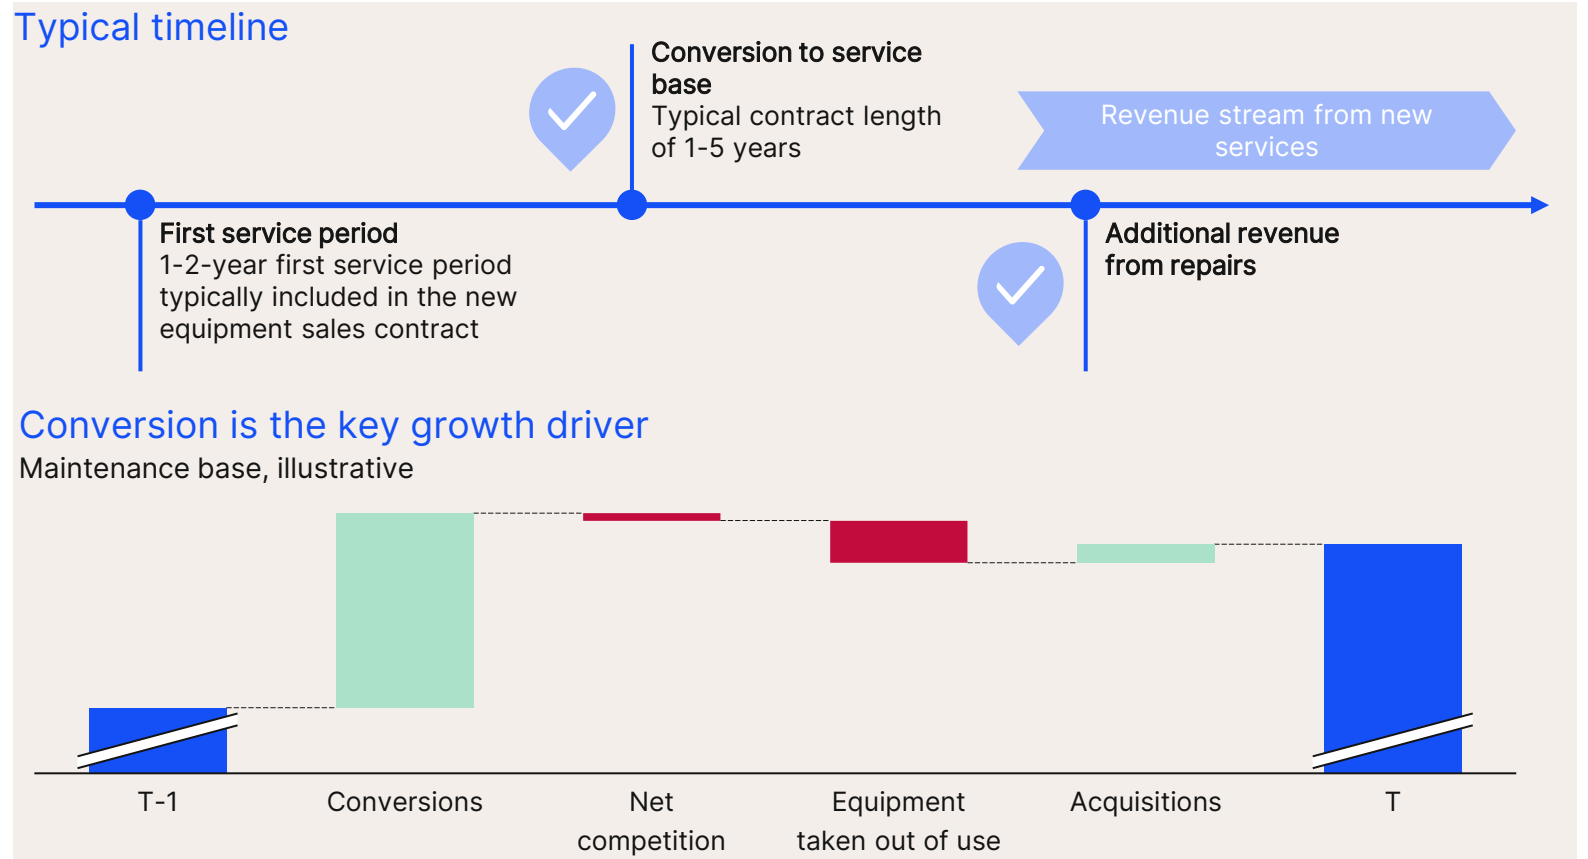 Typical timeline
Conversion to service
base
Typical contract length
of 1-5 years
Revenue stream from new
services
First service period
1-2-year first service period
typically included in the new
equipment sales contract
Additional revenue
from repairs
Conversion is the key growth driver
Maintenance base, illustrative
T-1
Conversions
Net
competition
Equipment
taken out of use
Acquisitions
T